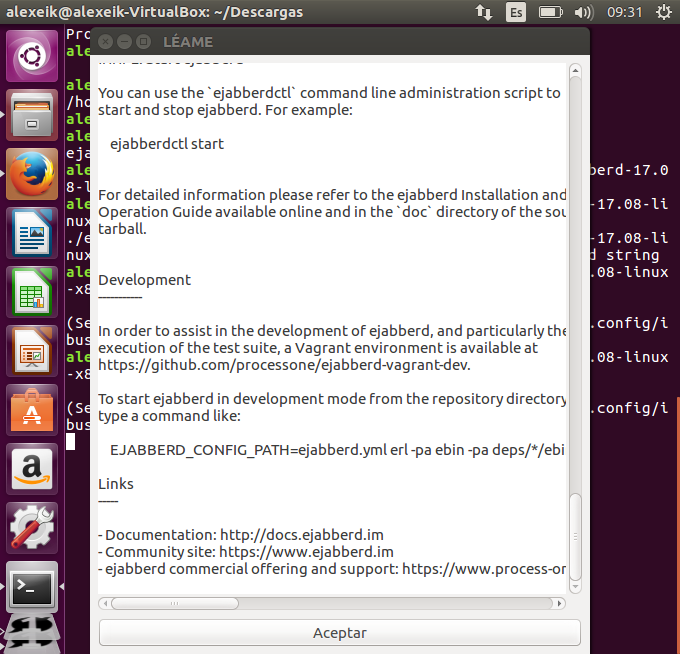 alexeik@alexeik-VirtualBox: ~/Descargas
Es
09:31
LÉAME
You can use the `ejabberdctl` command line administration script to
start and stop ejabberd. For example:
ejabberdctl start
For detailed information please refer to the ejabberd Installation and
Operation Guide available online and in the `doc` directory of the sou
tarball.
Development
-----------
In order to assist in the development of ejabberd, and particularly the
execution of the test suite, a Vagrant environment is available at
https://github.com/processone/ejabberd-vagrant-dev.
To start ejabberd in development mode from the repository directory
type a command like:
EJABBERD_CONFIG_PATH=ejabberd.yml erl -pa ebin -pa deps/*/ebi
Links
-----
- Documentation: http://docs.ejabberd.im
- Community site: https://www.ejabberd.im
- ejabberd commercial offering and support: https://www.process-on
Aceptar
Pro
ale
ale
/ho
ale
ale
eja
ale berd-17.0
8-l
ale -17.08-li
nux
./e -17.08-li
nux d string
ale .08-linux
-x8
(Se .config/i
bus
ale .08-linux
-x8
(Se .config/i
bus